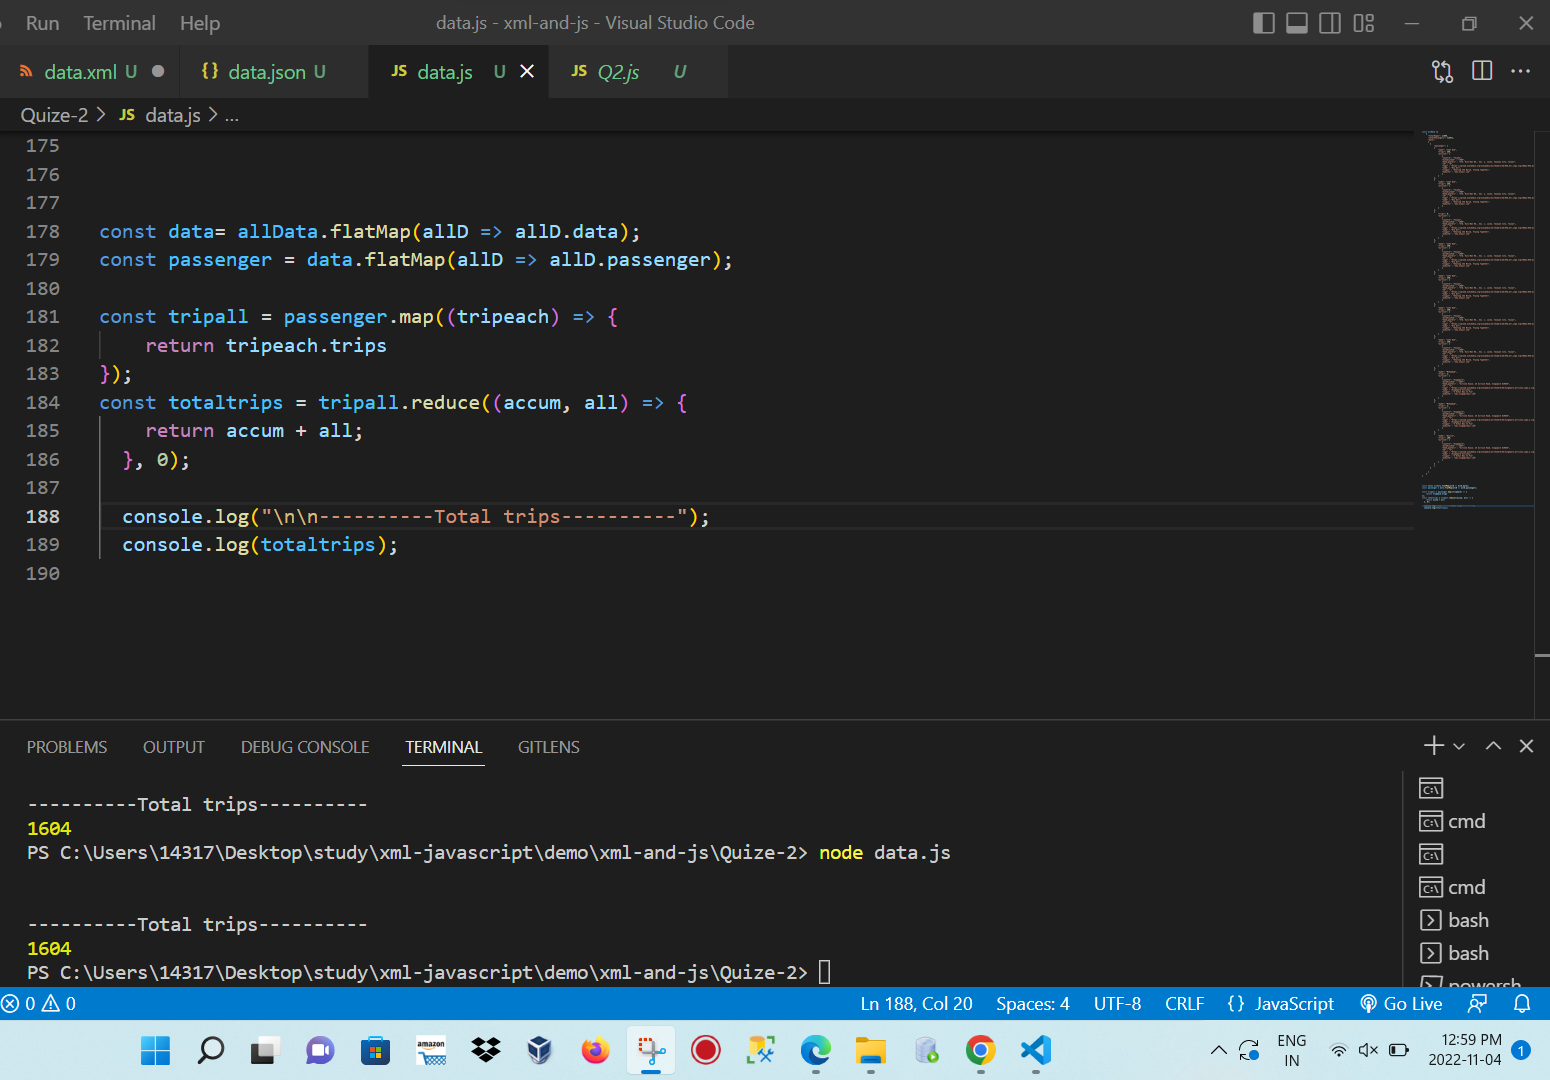 Run Terminal Help data.js - xml-and-js - Visual Studio Code
data.xml U data.json U JS data.js U JS Q2.js U
Quize-2 JS data.js ...
175
176
177
178 const data= allData.flatMap(allD => allD.data);
179 const passenger = data.flatMap(allD => allD.passenger);
180
181 const tripall = passenger.map((tripeach) => {
182 return tripeach.trips
183 });
184 const totaltrips = tripall.reduce((accum, all) => {
185 return accum + all;
186 }, 0);
187
188 console.log("\n\n----------Total trips----------");
189 console.log(totaltrips);
190
PROBLEMS OUTPUT DEBUG CONSOLE TERMINAL GITLENS
----------Total trips----------
1604
PS C:\Users\14317\Desktop\study\xml-javascript\demo\xml-and-js\Quize-2> node data.js
----------Total trips----------
1604
PS C:\Users\14317\Desktop\study\xml-javascript\demo\xml-and-js\Quize-2>
cmd
cmd
bash
bash
powersh
0 0 Ln 188, Col 20 Spaces: 4 UTF-8 CRLF {} JavaScript Go Live
amazon
ENG
IN
12:59 PM
2022-11-04
1